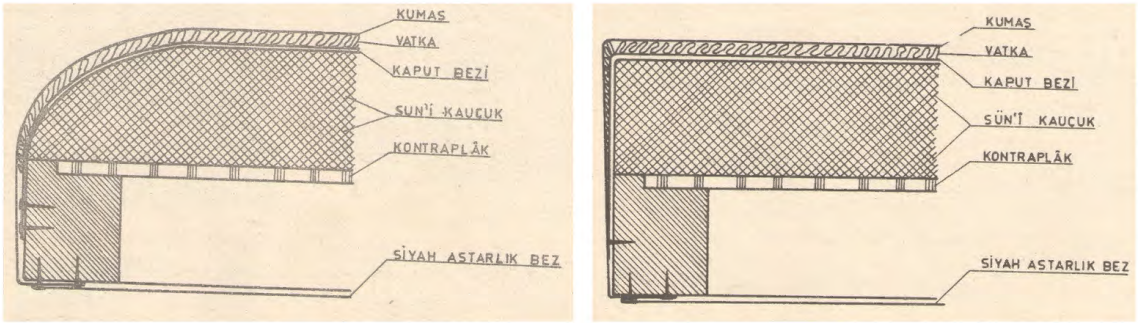 KUMAŞ
VATKA
KAPUT BEZİ
SUN'İ KAUÇUK
KONTRAPLÂK
SİYAH ASTARLIK BEZ
KUMAŞ
VATKA
KAPUT BEZİ
SÜN'İ KAUÇUK
KONTRAPLÂK
SİYAH ASTARLIK BEZ